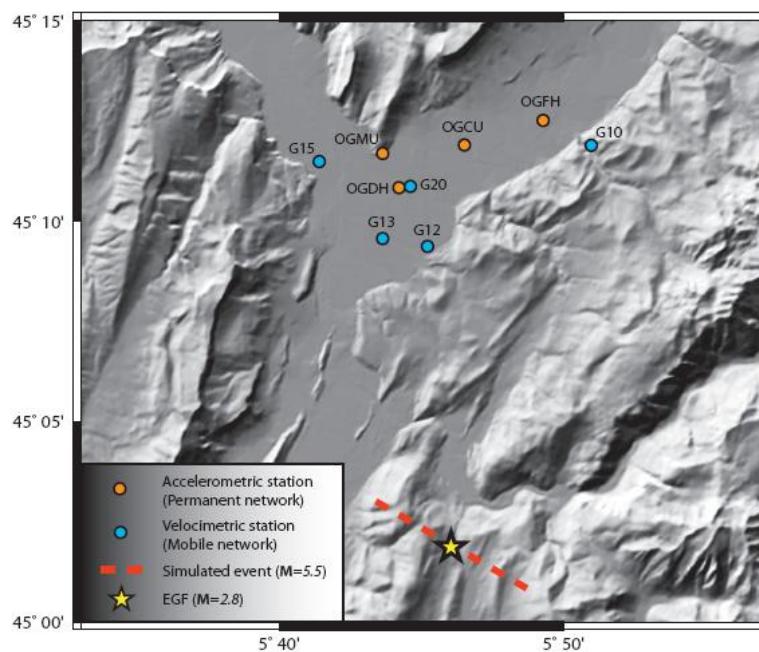 45° 15'
OGFH
G10
OGCU
OGMU
G15
OGDH
G20
45° 10'
G13
G12
45° 05'
Accelerometric station
(Permanent network)
Velocimetric station
(Mobile network)
Simulated event (M=5.5)
EGF (M=2.8)
45° 00'
5° 40'
5° 50'